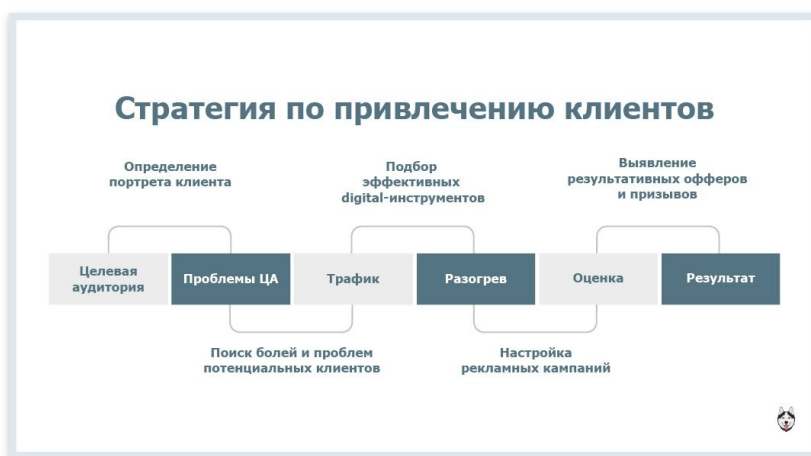 Стратегия по привлечению клиентов
Определение
портрета клиента
Подбор
эффективных
digital-инструментов
Выявление
результативных офферов
и призывов
Целевая
аудитория
Проблемы ЦА
Трафик
Разогрев
Оценка
Результат
Поиск болей и проблем
потенциальных клиентов
Настройка
рекламных кампаний